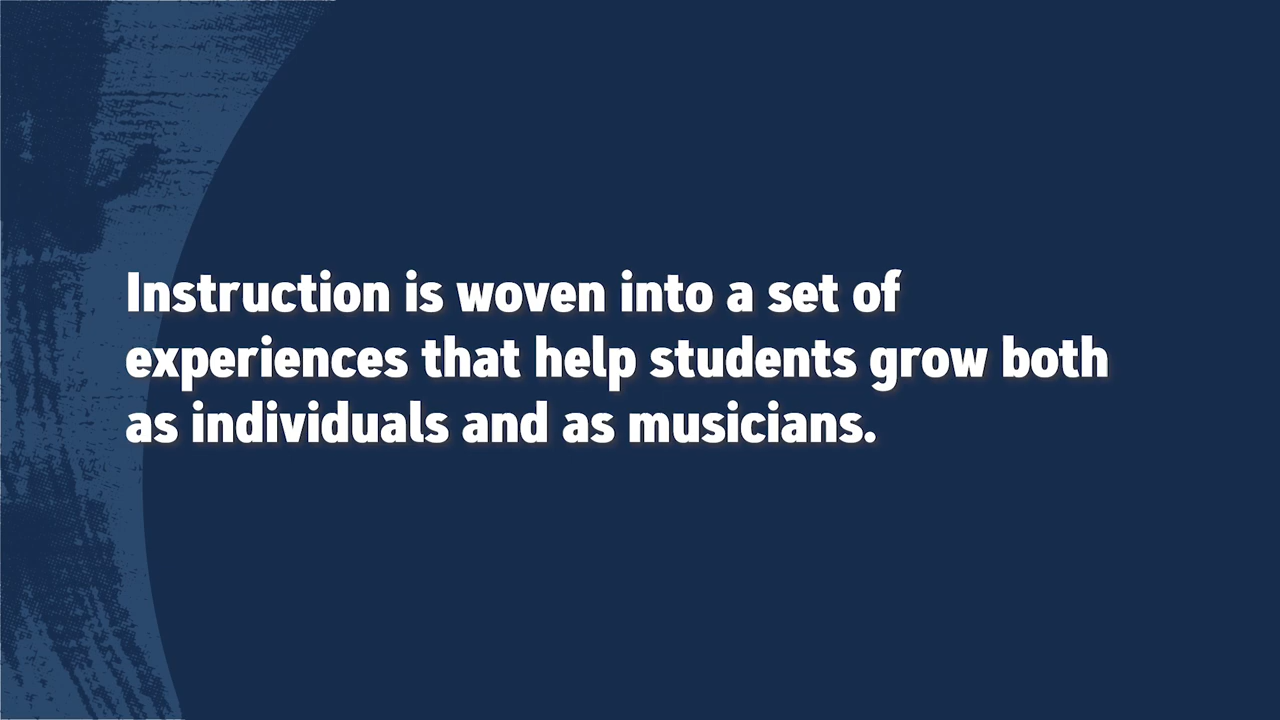 Instruction is woven into a set of
experiences that help students grow both
as individuals and as musicians.